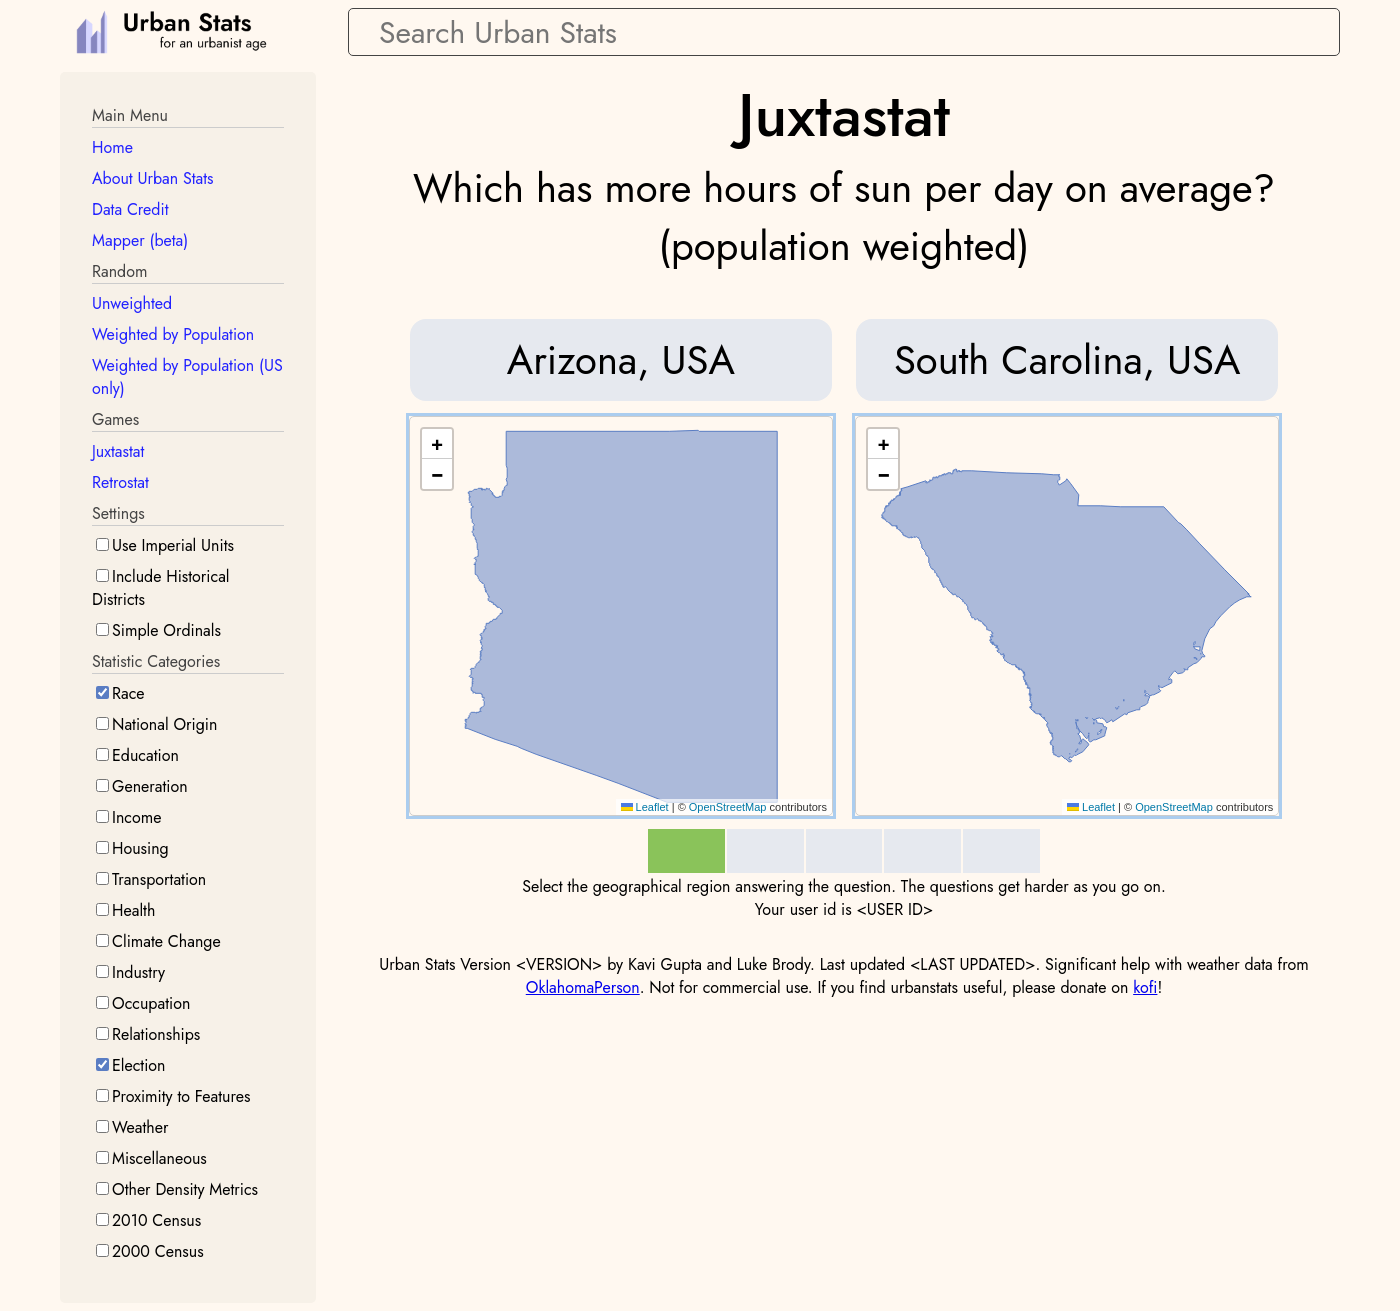 Urban Stats
for an urbanist age
Search Urban Stats
Main Menu
Home
About Urban Stats
Data Credit
Mapper (beta)
Random
Unweighted
Weighted by Population
Weighted by Population (US
only)
Games
Juxtastat
Retrostat
Settings
Use Imperial Units
Include Historical
Districts
Simple Ordinals
Statistic Categories
Race
National Origin
Education
Generation
Income
Housing
Transportation
Health
Climate Change
Industry
Occupation
Relationships
Election
Proximity to Features
Weather
Miscellaneous
Other Density Metrics
2010 Census
2000 Census
Juxtastat
Which has more hours of sun per day on average?
(population weighted)
Arizona, USA
South Carolina, USA
+
−
Leaflet | © OpenStreetMap contributors
+
−
Leaflet | © OpenStreetMap contributors
Select the geographical region answering the question. The questions get harder as you go on.
Your user id is <USER ID>
Urban Stats Version <VERSION> by Kavi Gupta and Luke Brody. Last updated <LAST UPDATED>. Significant help with weather data from
OklahomaPerson. Not for commercial use. If you find urbanstats useful, please donate on kofi!